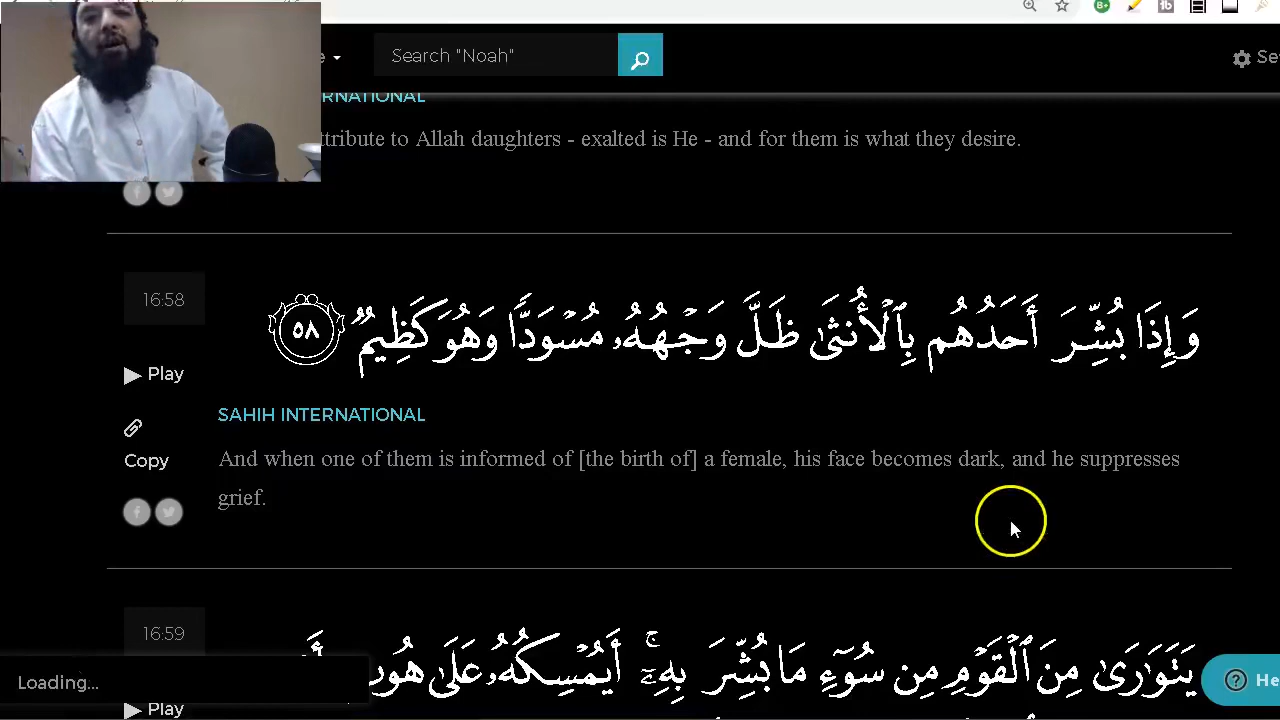 Search "Noah"
tribute to Allah daughters - exalted is He - and for them is what they desire.
16:58
وَإِذَا بُشِّرَ أَحَدُهُم بِٱلْأُنثَىٰ ظَلَّ وَجْهُهُۥ مُسْوَدًّا وَهُوَ كَظِيمٌ ٥٨
Play
SAHIH INTERNATIONAL
Copy
And when one of them is informed of [the birth of] a female, his face becomes dark, and he suppresses
grief.
16:59
يَتَوَٰرَىٰ مِنَ ٱلْقَوْمِ مِن سُوٓءِ مَا بُشِّرَ بِهِۦٓ ۚ أَيُمْسِكُهُۥ عَلَىٰ هُونٍ
Loading...
Play